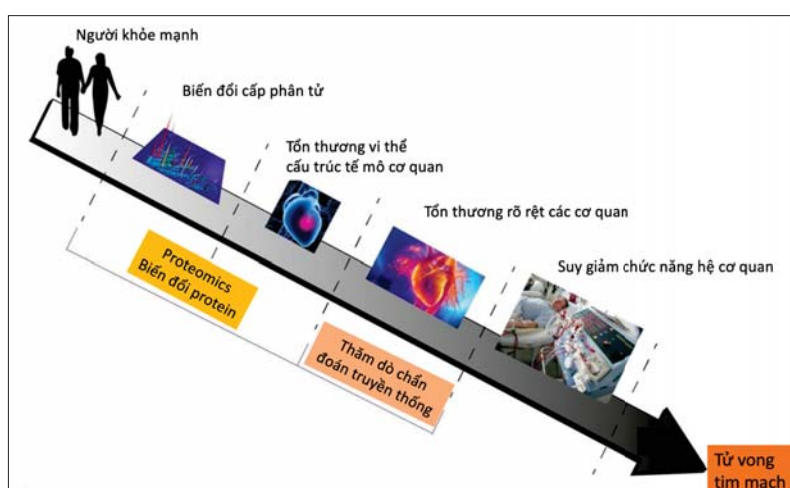 Người khỏe mạnh
Biến đổi cấp phân tử
Tổn thương vi thể
cấu trúc tế mô cơ quan
Tổn thương rõ rệt các cơ quan
Suy giảm chức năng hệ cơ quan
Proteomics
Biến đổi protein
Thăm dò chẩn
đoán truyền thống
Tử vong
tim mạch